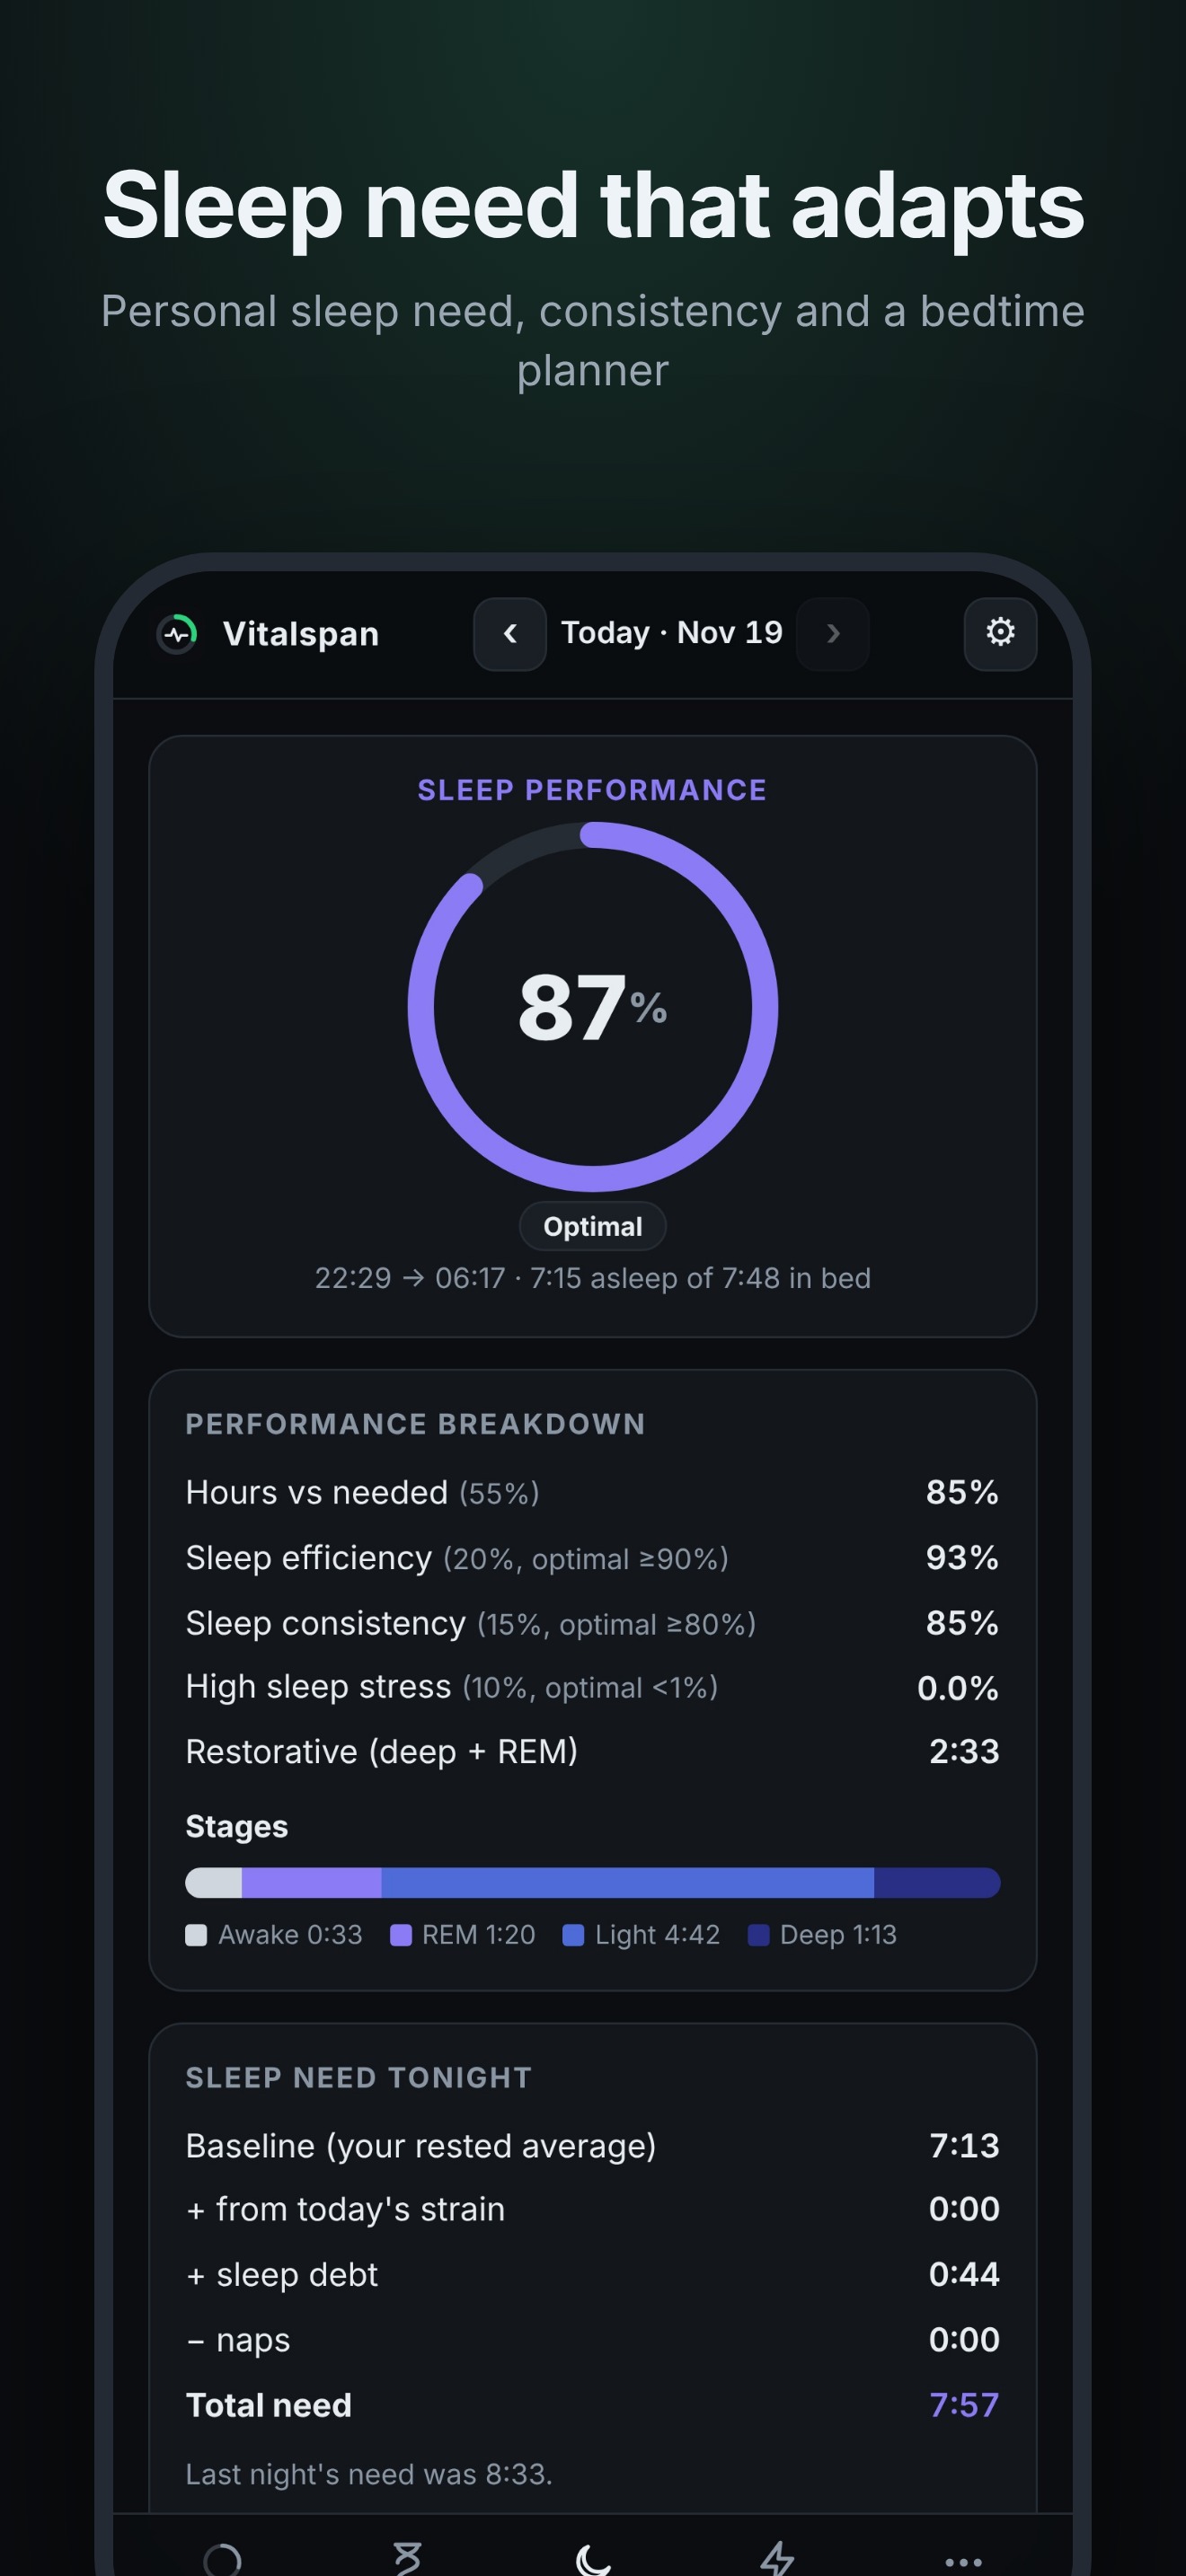 Sleep need that adapts
Personal sleep need, consistency and a bedtime
planner
Vitalspan
‹ Today · Nov 19 ›
SLEEP PERFORMANCE
87%
Optimal
22:29 → 06:17 · 7:15 asleep of 7:48 in bed
PERFORMANCE BREAKDOWN
Hours vs needed (55%) 85%
Sleep efficiency (20%, optimal ≥90%) 93%
Sleep consistency (15%, optimal ≥80%) 85%
High sleep stress (10%, optimal <1%) 0.0%
Restorative (deep + REM) 2:33
Stages
Awake 0:33 REM 1:20 Light 4:42 Deep 1:13
SLEEP NEED TONIGHT
Baseline (your rested average) 7:13
+ from today's strain 0:00
+ sleep debt 0:44
− naps 0:00
Total need 7:57
Last night's need was 8:33.